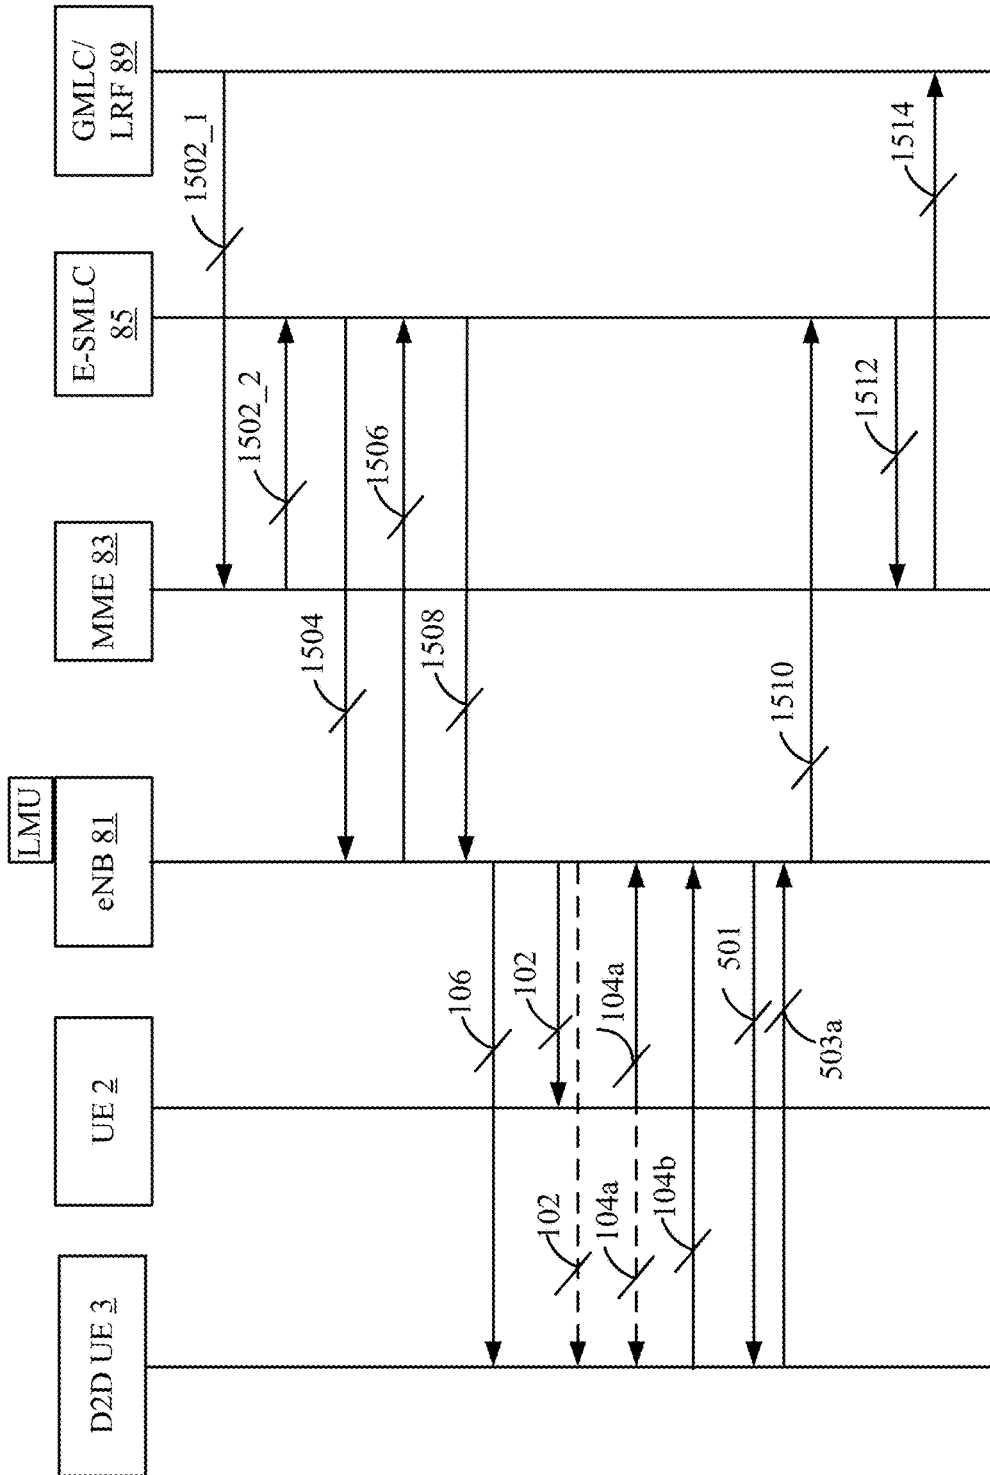 D2D UE 3
UE 2
LMU
eNB 81
MME 83
E-SMLC
85
GMLC/
LRF 89
1502_1
1502_2
1504
1506
1508
106
102
102
104a
104a
104b
501
503a
1510
1512
1514